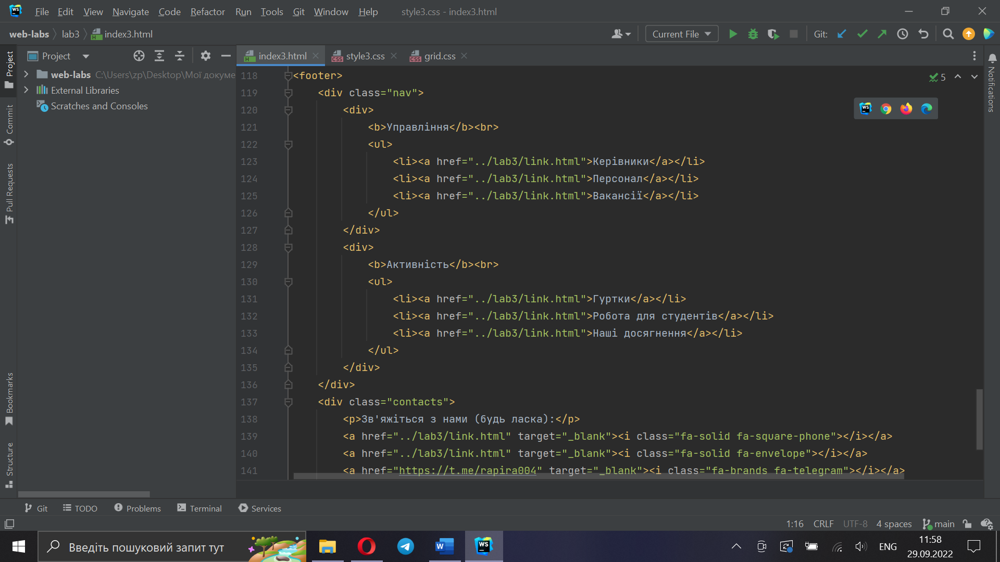 File Edit View Navigate Code Refactor Run Tools Git Window Help style3.css - index3.html
web-labs lab3 index3.html Current File Git:
Project index3.html style3.css grid.css
web-labs C:\Users\zp\Desktop\Мої докуме
External Libraries
Scratches and Consoles
Project
Commit
Pull Requests
Bookmarks
Structure
Notifications
5
118 <footer>
119 <div class="nav">
120 <div>
121 <b>Управління</b><br>
122 <ul>
123 <li><a href="../lab3/link.html">Керівники</a></li>
124 <li><a href="../lab3/link.html">Персонал</a></li>
125 <li><a href="../lab3/link.html">Вакансії</a></li>
126 </ul>
127 </div>
128 <div>
129 <b>Активність</b><br>
130 <ul>
131 <li><a href="../lab3/link.html">Гуртки</a></li>
132 <li><a href="../lab3/link.html">Робота для студентів</a></li>
133 <li><a href="../lab3/link.html">Наші досягнення</a></li>
134 </ul>
135 </div>
136 </div>
137 <div class="contacts">
138 <p>Зв'яжіться з нами (будь ласка):</p>
139 <a href="../lab3/link.html" target="_blank"><i class="fa-solid fa-square-phone"></i></a>
140 <a href="../lab3/link.html" target="_blank"><i class="fa-solid fa-envelope"></i></a>
141 <a href="https://t.me/rapira004" target="_blank"><i class="fa-brands fa-telegram"></i></a>
Git TODO Problems Terminal Services
1:16 CRLF UTF-8 4 spaces main
Введіть пошуковий запит тут
ENG
11:58
29.09.2022